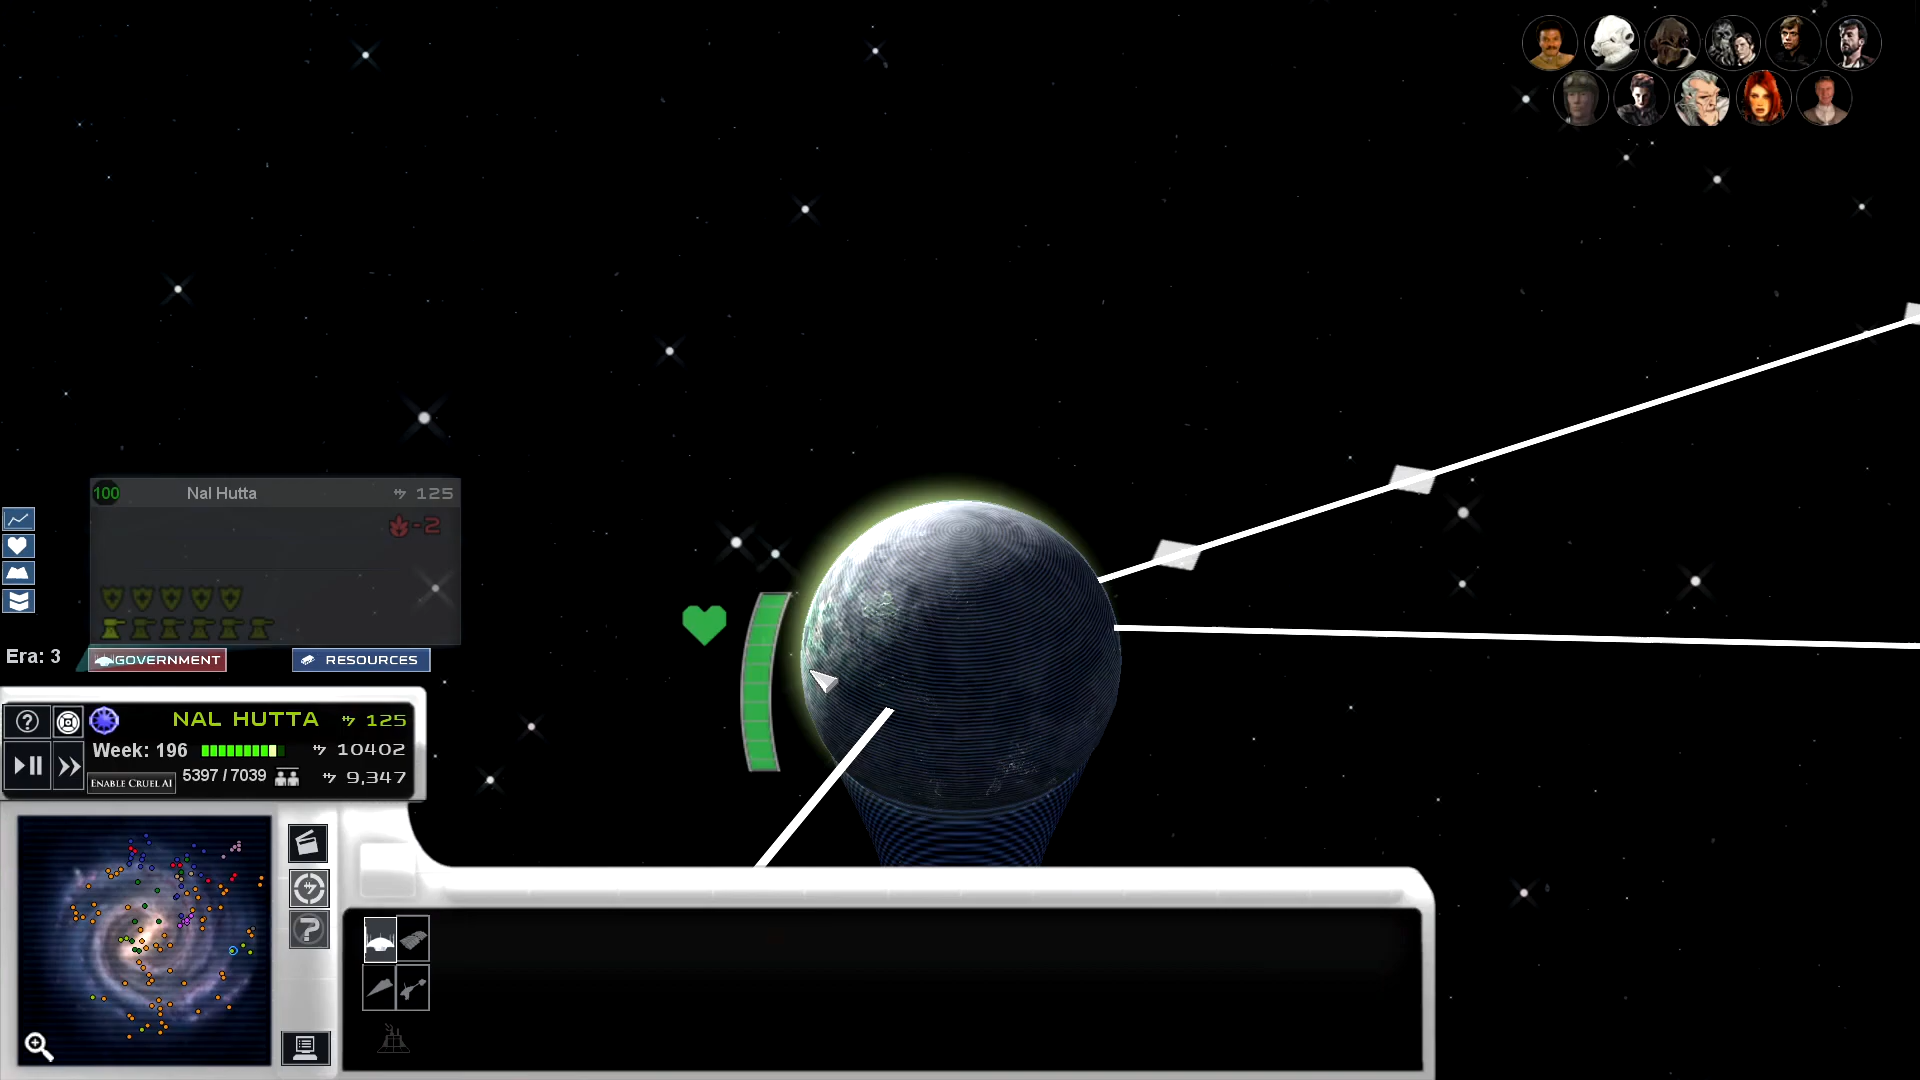 100 Nal Hutta 125
-2
Era: 3
GOVERNMENT RESOURCES
NAL HUTTA 125
Week: 196 10402
ENABLE CRUEL AI 5397 / 7039 9,347